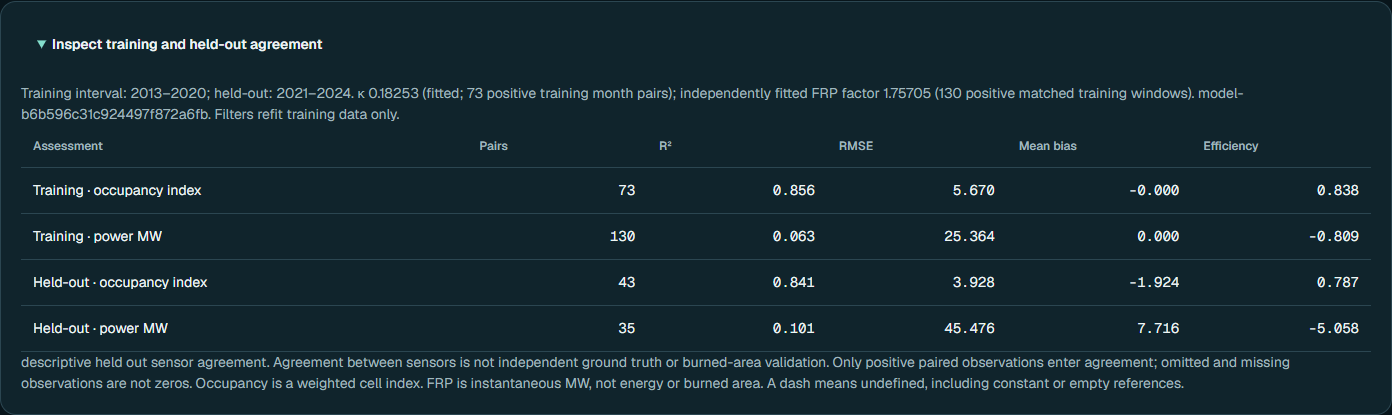 ▼ Inspect training and held-out agreement
Training interval: 2013–2020; held-out: 2021–2024. κ 0.18253 (fitted; 73 positive training month pairs); independently fitted FRP factor 1.75705 (130 positive matched training windows). model-
b6b596c31c924497f872a6fb. Filters refit training data only.
Assessment Pairs R² RMSE Mean bias Efficiency
Training · occupancy index 73 0.856 5.670 -0.000 0.838
Training · power MW 130 0.063 25.364 0.000 -0.809
Held-out · occupancy index 43 0.841 3.928 -1.924 0.787
Held-out · power MW 35 0.101 45.476 7.716 -5.058
descriptive held out sensor agreement. Agreement between sensors is not independent ground truth or burned-area validation. Only positive paired observations enter agreement; omitted and missing
observations are not zeros. Occupancy is a weighted cell index. FRP is instantaneous MW, not energy or burned area. A dash means undefined, including constant or empty references.